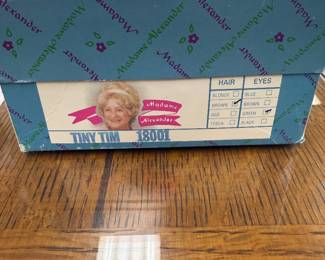 Madame Alexander
Madame Alexander
Madame Alexander
Madame
Alexander
HAIR EYES
BLONDE BLUE
BROWN BROWN
RED GREEN
BLACK
TINY TIM 18001